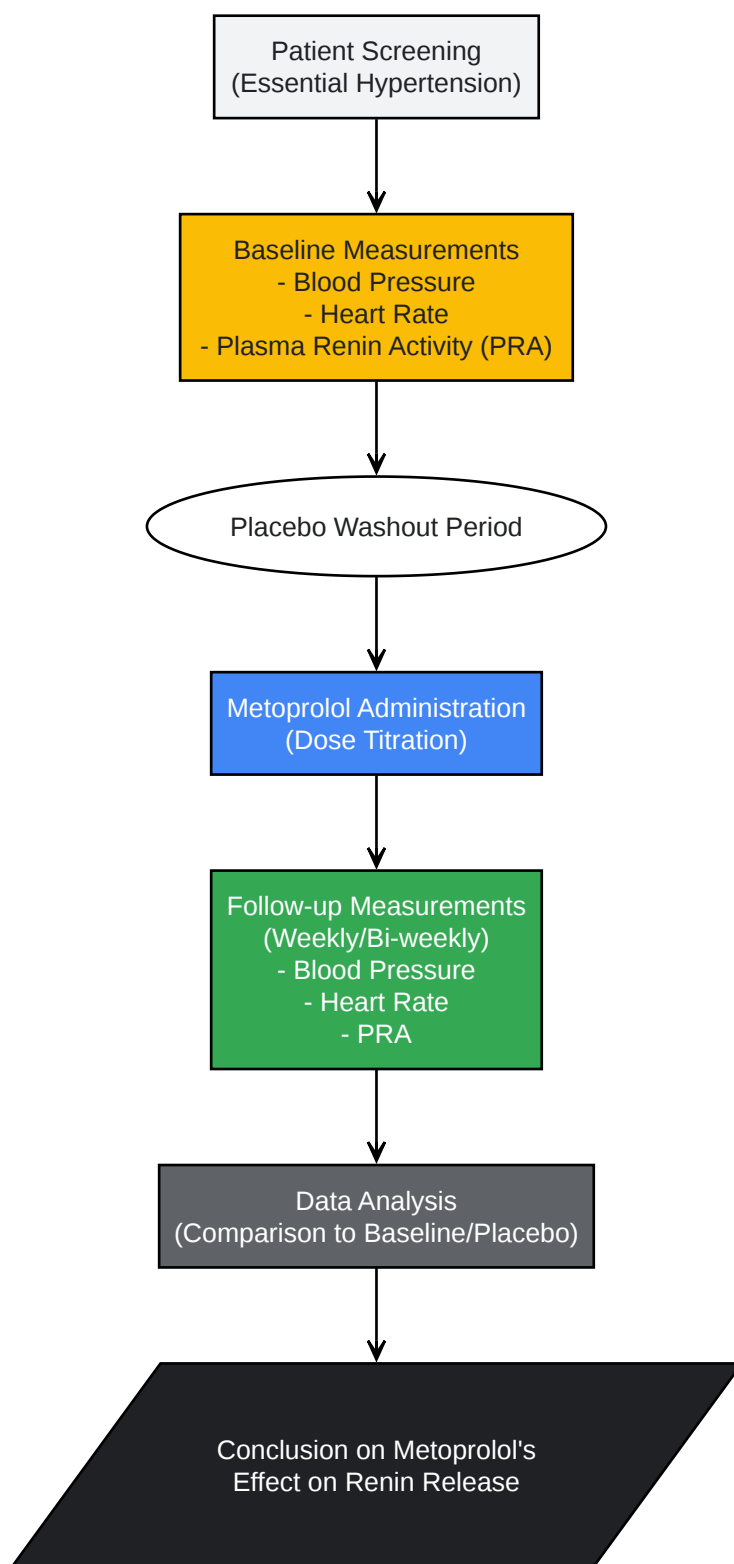 Patient Screening
(Essential Hypertension)
Baseline Measurements
- Blood Pressure
- Heart Rate
- Plasma Renin Activity (PRA)
Placebo Washout Period
Metoprolol Administration
(Dose Titration)
Follow-up Measurements
(Weekly/Bi-weekly)
- Blood Pressure
- Heart Rate
- PRA
Data Analysis
(Comparison to Baseline/Placebo)
Conclusion on Metoprolol's
Effect on Renin Release